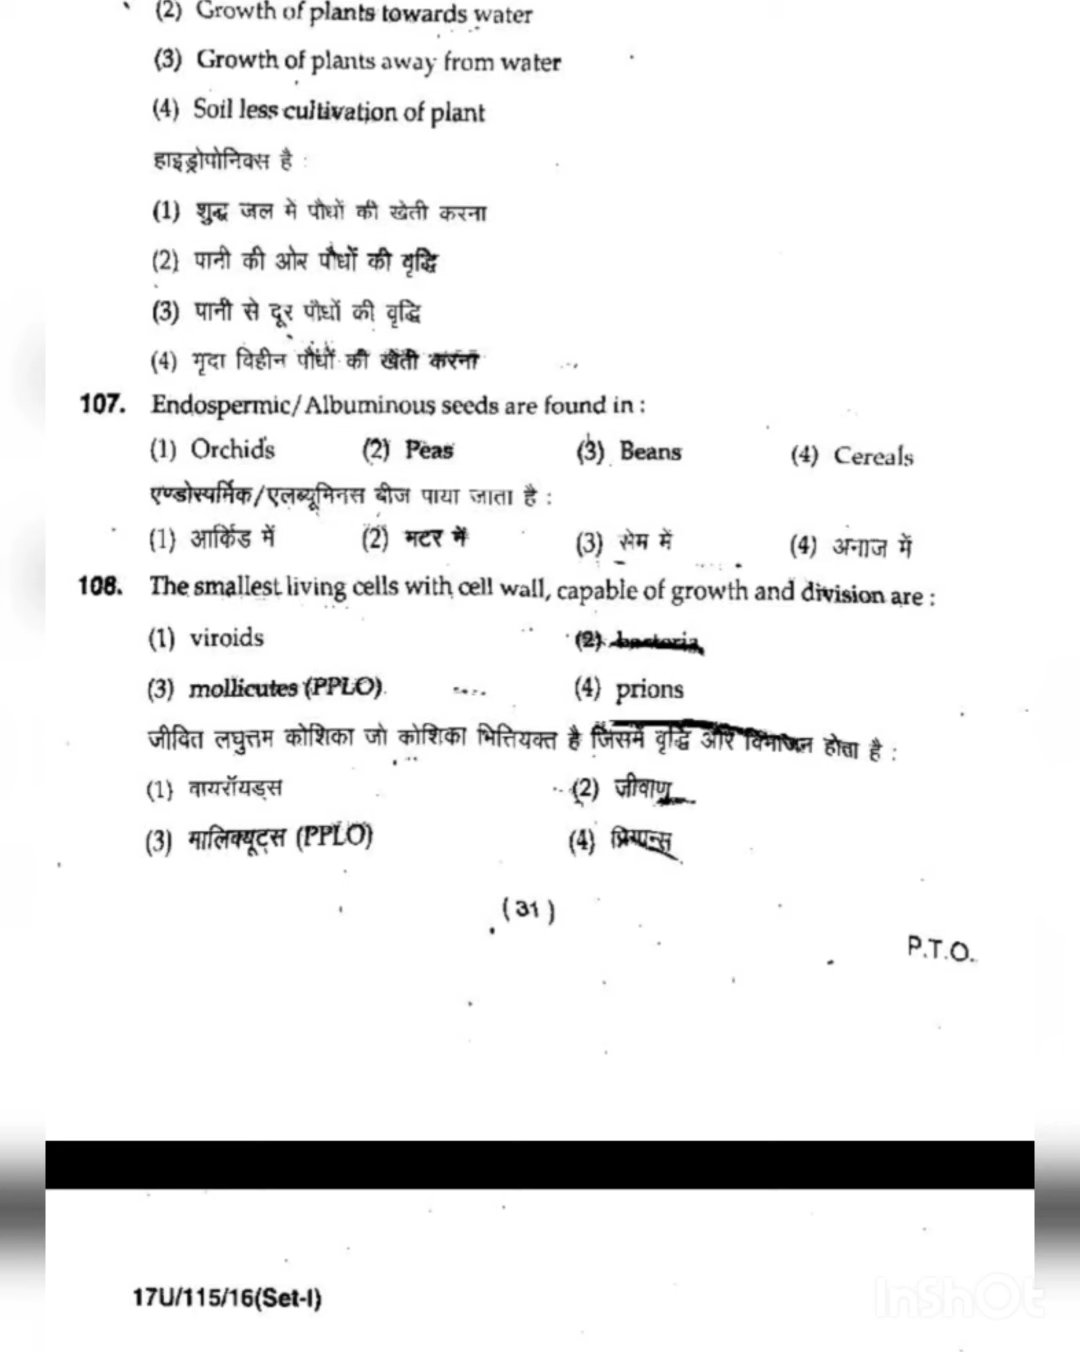 (2) Growth of plants towards water
(3) Growth of plants away from water
(4) Soil less cultivation of plant
हाइड्रोपोनिक्स है :
(1) शुद्ध जल में पौधों की खेती करना
(2) पानी की ओर पौधों की वृद्धि
(3) पानी से दूर पौधों की वृद्धि
(4) मृदा विहीन पौधों की खेती करना
107. Endospermic/Albuminous seeds are found in :
(1) Orchids (2) Peas (3) Beans (4) Cereals
एण्डोस्पर्मिक/एलब्यूमिनस बीज पाया जाता है :
(1) आर्किड में (2) मटर में (3) सेम में (4) अनाज में
108. The smallest living cells with cell wall, capable of growth and division are :
(1) viroids (2) bacteria
(3) mollicutes (PPLO) (4) prions
जीवित लघुत्तम कोशिका जो कोशिका भित्तियक्त है जिसमें वृद्धि और विभाजन होता है :
(1) वायरॉयड्स (2) जीवाणु
(3) मालिक्यूट्स (PPLO) (4) प्रियान्स
(31)
P.T.O.
17U/115/16(Set-I)
InShOt